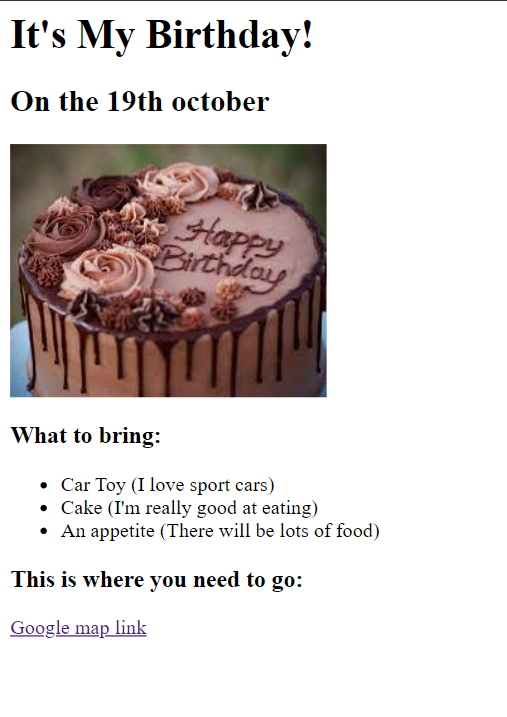 It's My Birthday!
On the 19th october
Happy
Birthday
What to bring:
Car Toy (I love sport cars)
Cake (I'm really good at eating)
An appetite (There will be lots of food)
This is where you need to go:
Google map link